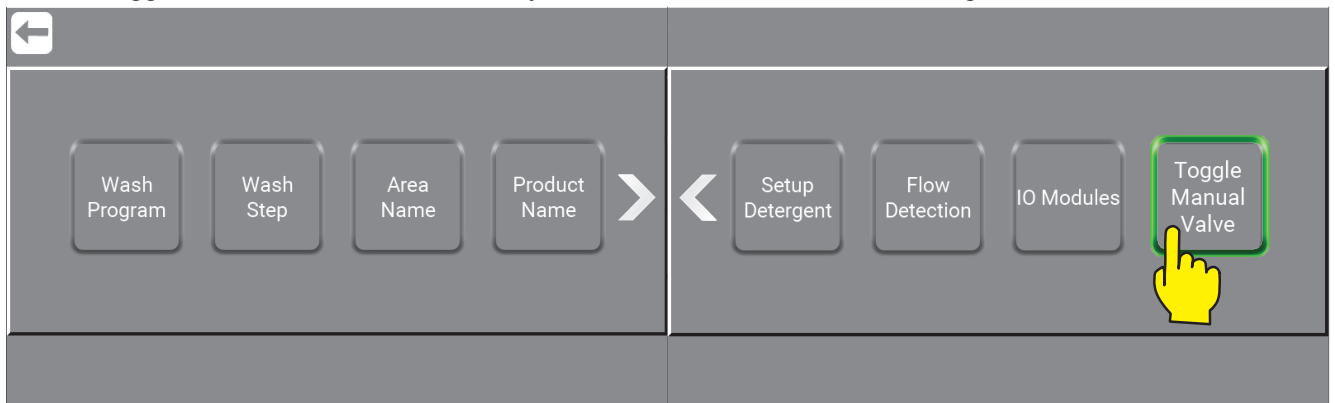 Wash
Program
Wash
Step
Area
Name
Product
Name
Setup
Detergent
Flow
Detection
IO Modules
Toggle
Manual
Valve